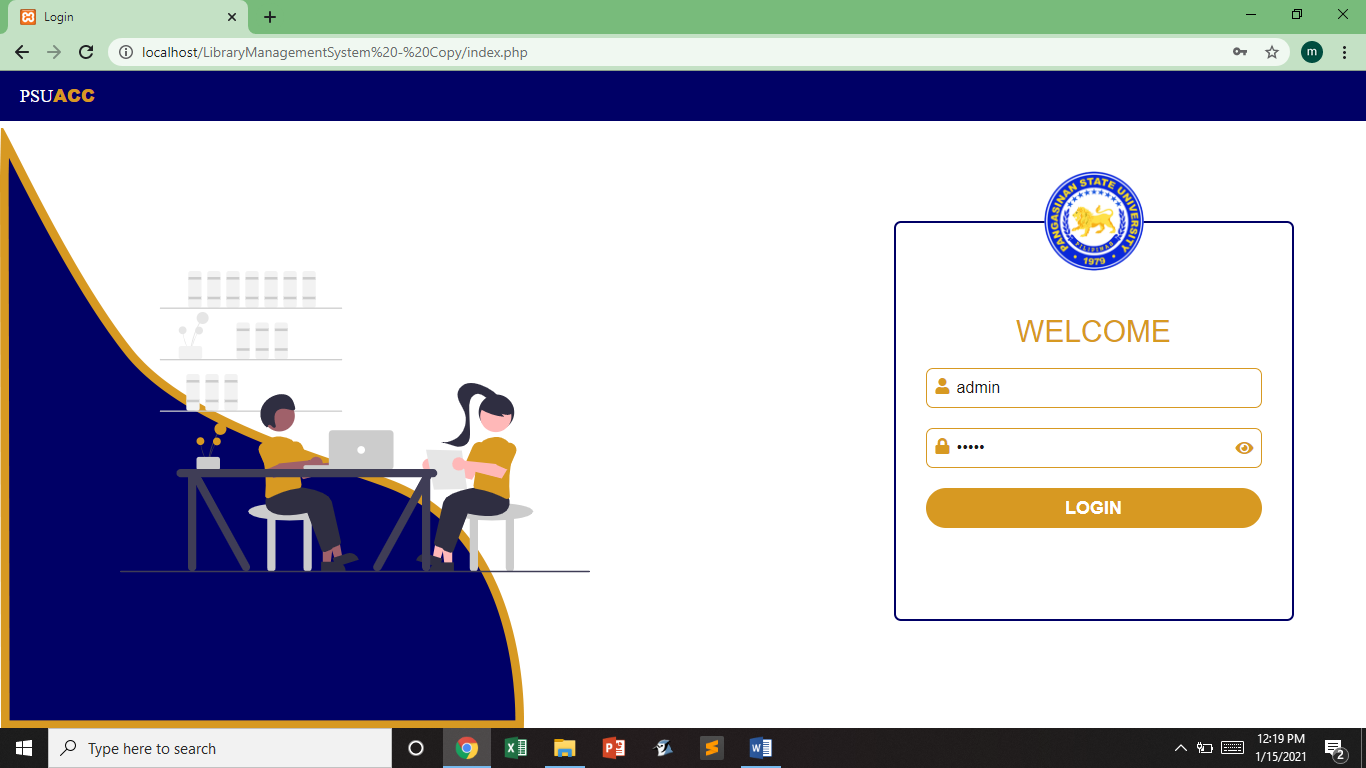 Login
localhost/LibraryManagementSystem%20-%20Copy/index.php
m
PSUACC
PANGASINAN STATE UNIVERSITY
FILIPINAS
1979
WELCOME
admin
•••••
LOGIN
Type here to search
12:19 PM
1/15/2021
2